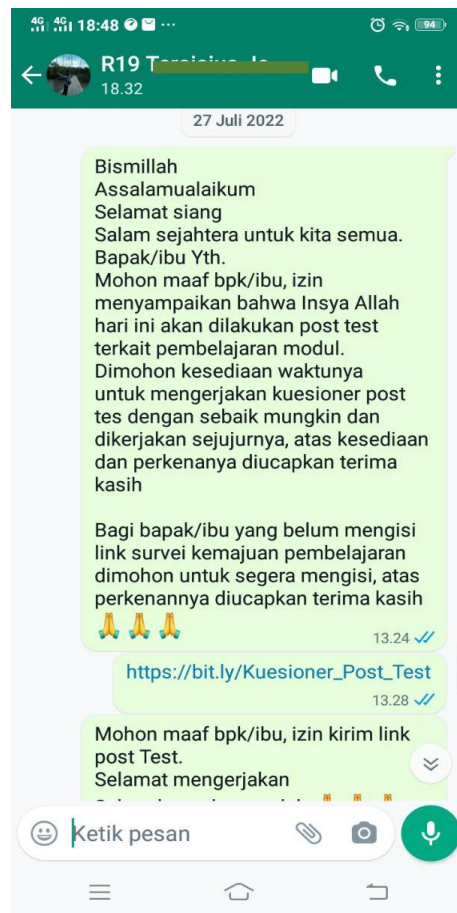 4G 4G 18:48
94
R19
18.32
27 Juli 2022
Bismillah
Assalamualaikum
Selamat siang
Salam sejahtera untuk kita semua.
Bapak/ibu Yth.
Mohon maaf bpk/ibu, izin
menyampaikan bahwa Insya Allah
hari ini akan dilakukan post test
terkait pembelajaran modul.
Dimohon kesediaan waktunya
untuk mengerjakan kuesioner post
tes dengan sebaik mungkin dan
dikerjakan sejujurnya, atas kesediaan
dan perkenanya diucapkan terima
kasih
Bagi bapak/ibu yang belum mengisi
link survei kemajuan pembelajaran
dimohon untuk segera mengisi, atas
perkenannya diucapkan terima kasih
🙏 🙏 🙏
13.24
https://bit.ly/Kuesioner_Post_Test
13.28
Mohon maaf bpk/ibu, izin kirim link
post Test.
Selamat mengerjakan
Ketik pesan